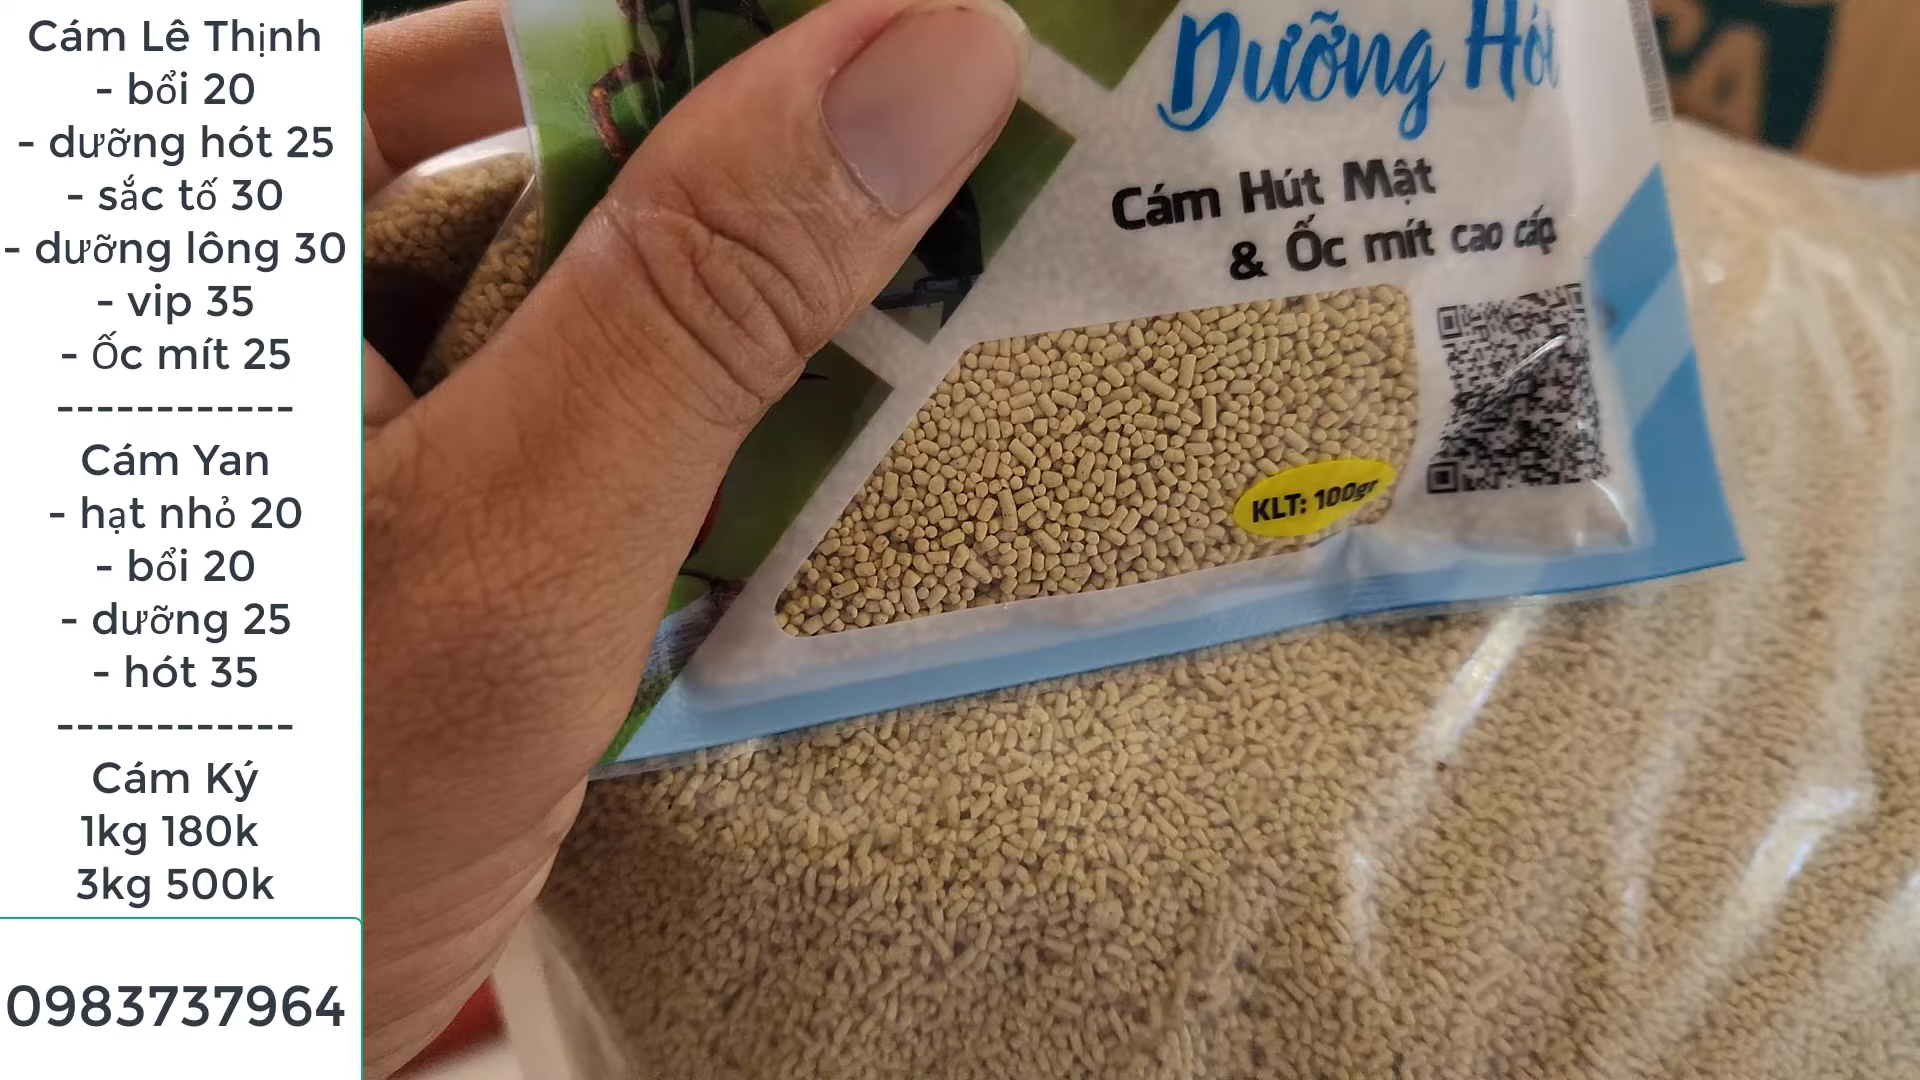 Cám Lê Thịnh
- bổi 20
- dưỡng hót 25
- sắc tố 30
- dưỡng lông 30
- vip 35
- Ốc mít 25
------------
Cám Yan
- hạt nhỏ 20
- bổi 20
- dưỡng 25
- hót 35
------------
Cám Ký
1kg 180k
3kg 500k
0983737964
Dưỡng Hót
Cám Hút Mật
& Ốc mít cao cấp
KLT: 100gr